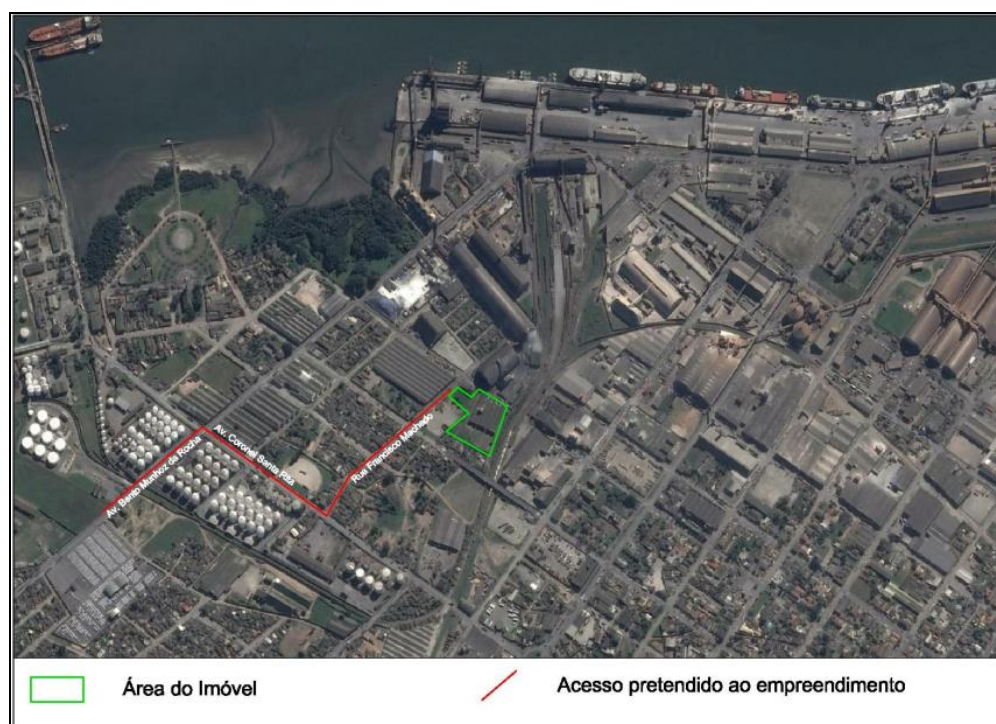 Av. Bento Munhoz da Rocha
Av. Coronel Santa Rita
Rua Francisco Machado
Área do Imóvel
Acesso pretendido ao empreendimento